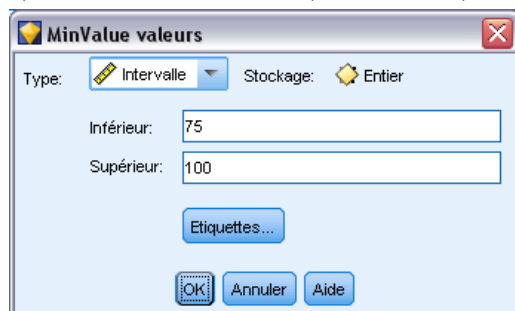 MinValue valeurs
Type: Intervalle Stockage: Entier
Inférieur: 75
Supérieur: 100
Etiquettes...
OK Annuler Aide